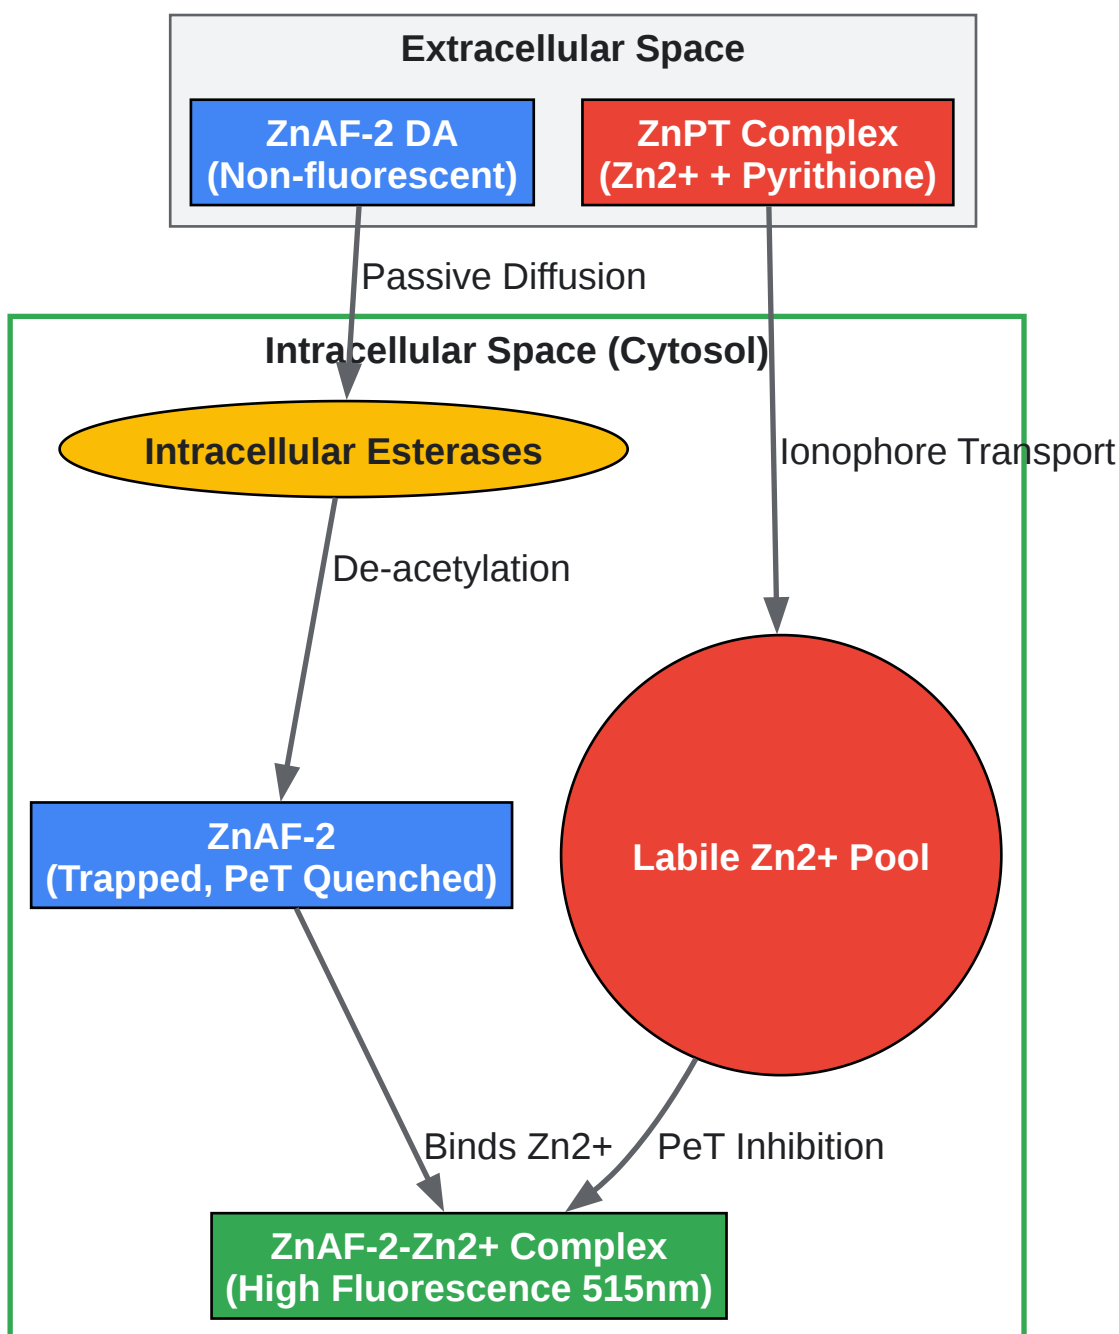 Extracellular Space
ZnAF-2 DA
(Non-fluorescent)
ZnPT Complex
(Zn2+ + Pyrithione)
Passive Diffusion
Intracellular Space (Cytosol)
Intracellular Esterases
Ionophore Transport
De-acetylation
ZnAF-2
(Trapped, PeT Quenched)
Labile Zn2+ Pool
Binds Zn2+
PeT Inhibition
ZnAF-2-Zn2+ Complex
(High Fluorescence 515nm)